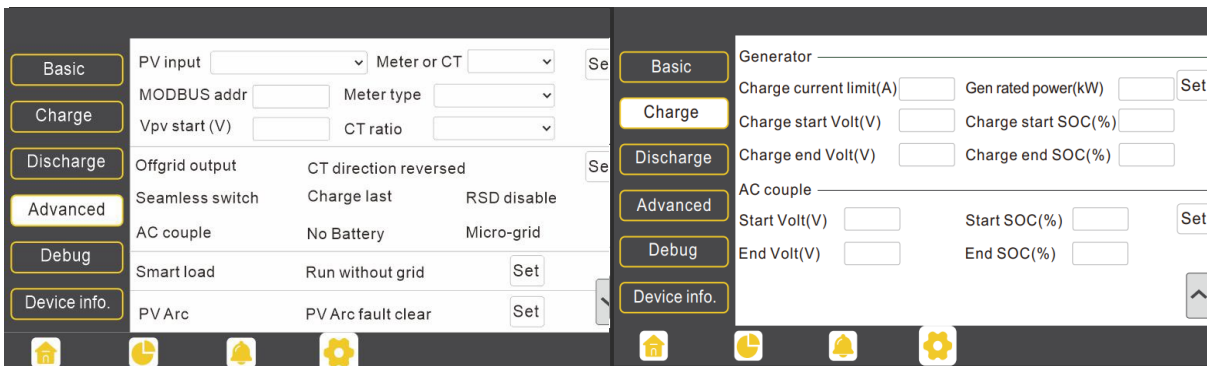 Basic
Charge
Discharge
Advanced
Debug
Device info.
PV input Meter or CT Se
MODBUS addr Meter type
Vpv start (V) CT ratio
Offgrid output CT direction reversed Se
Seamless switch Charge last RSD disable
AC couple No Battery Micro-grid
Smart load Run without grid Set
PV Arc PV Arc fault clear Set
Basic
Charge
Discharge
Advanced
Debug
Device info.
Generator
Charge current limit(A) Gen rated power(kW) Set
Charge start Volt(V) Charge start SOC(%)
Charge end Volt(V) Charge end SOC(%)
AC couple
Start Volt(V) Start SOC(%) Set
End Volt(V) End SOC(%)